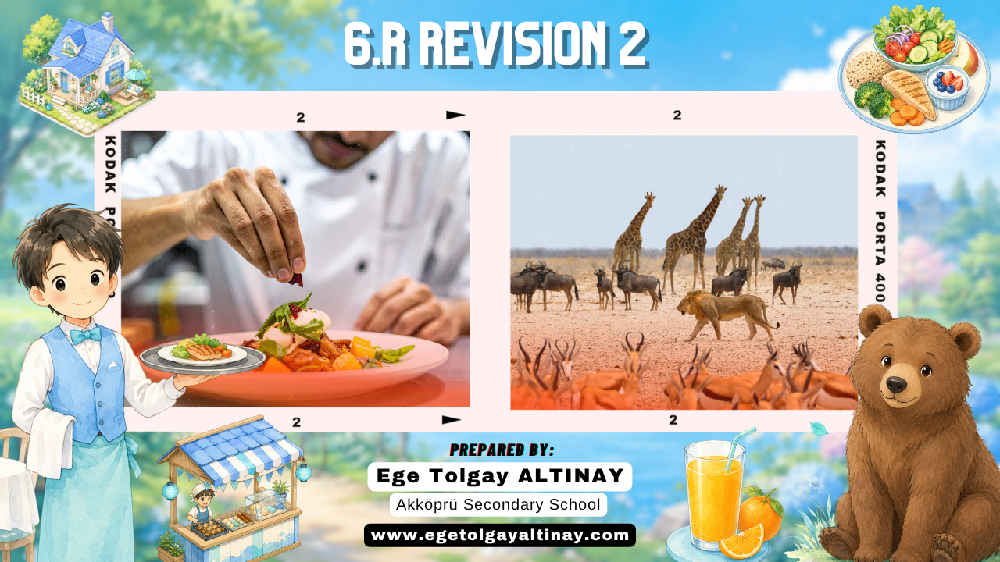 6.R REVISION 2
2
2
KODAK PO
KODAK PORTA 400
2
2
PREPARED BY:
Ege Tolgay ALTINAY
Akköprü Secondary School
www.egetolgayaltinay.com